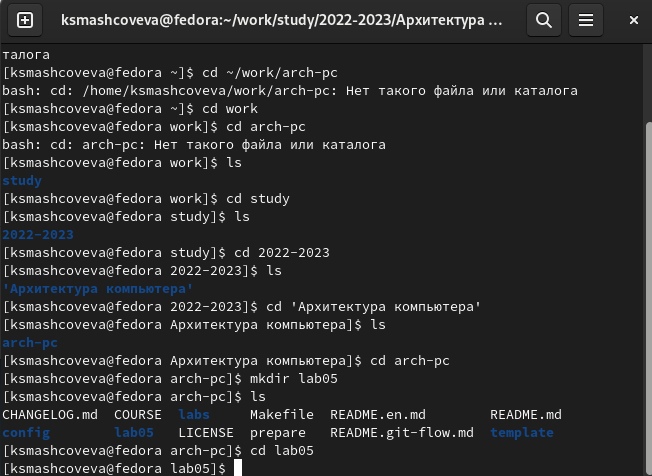 ksmashcoveva@fedora:~/work/study/2022-2023/Архитектура ...
талога
[ksmashcoveva@fedora ~]$ cd ~/work/arch-pc
bash: cd: /home/ksmashcoveva/work/arch-pc: Нет такого файла или каталога
[ksmashcoveva@fedora ~]$ cd work
[ksmashcoveva@fedora work]$ cd arch-pc
bash: cd: arch-pc: Нет такого файла или каталога
[ksmashcoveva@fedora work]$ ls
study
[ksmashcoveva@fedora work]$ cd study
[ksmashcoveva@fedora study]$ ls
2022-2023
[ksmashcoveva@fedora study]$ cd 2022-2023
[ksmashcoveva@fedora 2022-2023]$ ls
'Архитектура компьютера'
[ksmashcoveva@fedora 2022-2023]$ cd 'Архитектура компьютера'
[ksmashcoveva@fedora Архитектура компьютера]$ ls
arch-pc
[ksmashcoveva@fedora Архитектура компьютера]$ cd arch-pc
[ksmashcoveva@fedora arch-pc]$ mkdir lab05
[ksmashcoveva@fedora arch-pc]$ ls
CHANGELOG.md  COURSE  labs     Makefile  README.en.md        README.md
config        lab05   LICENSE  prepare   README.git-flow.md  template
[ksmashcoveva@fedora arch-pc]$ cd lab05
[ksmashcoveva@fedora lab05]$